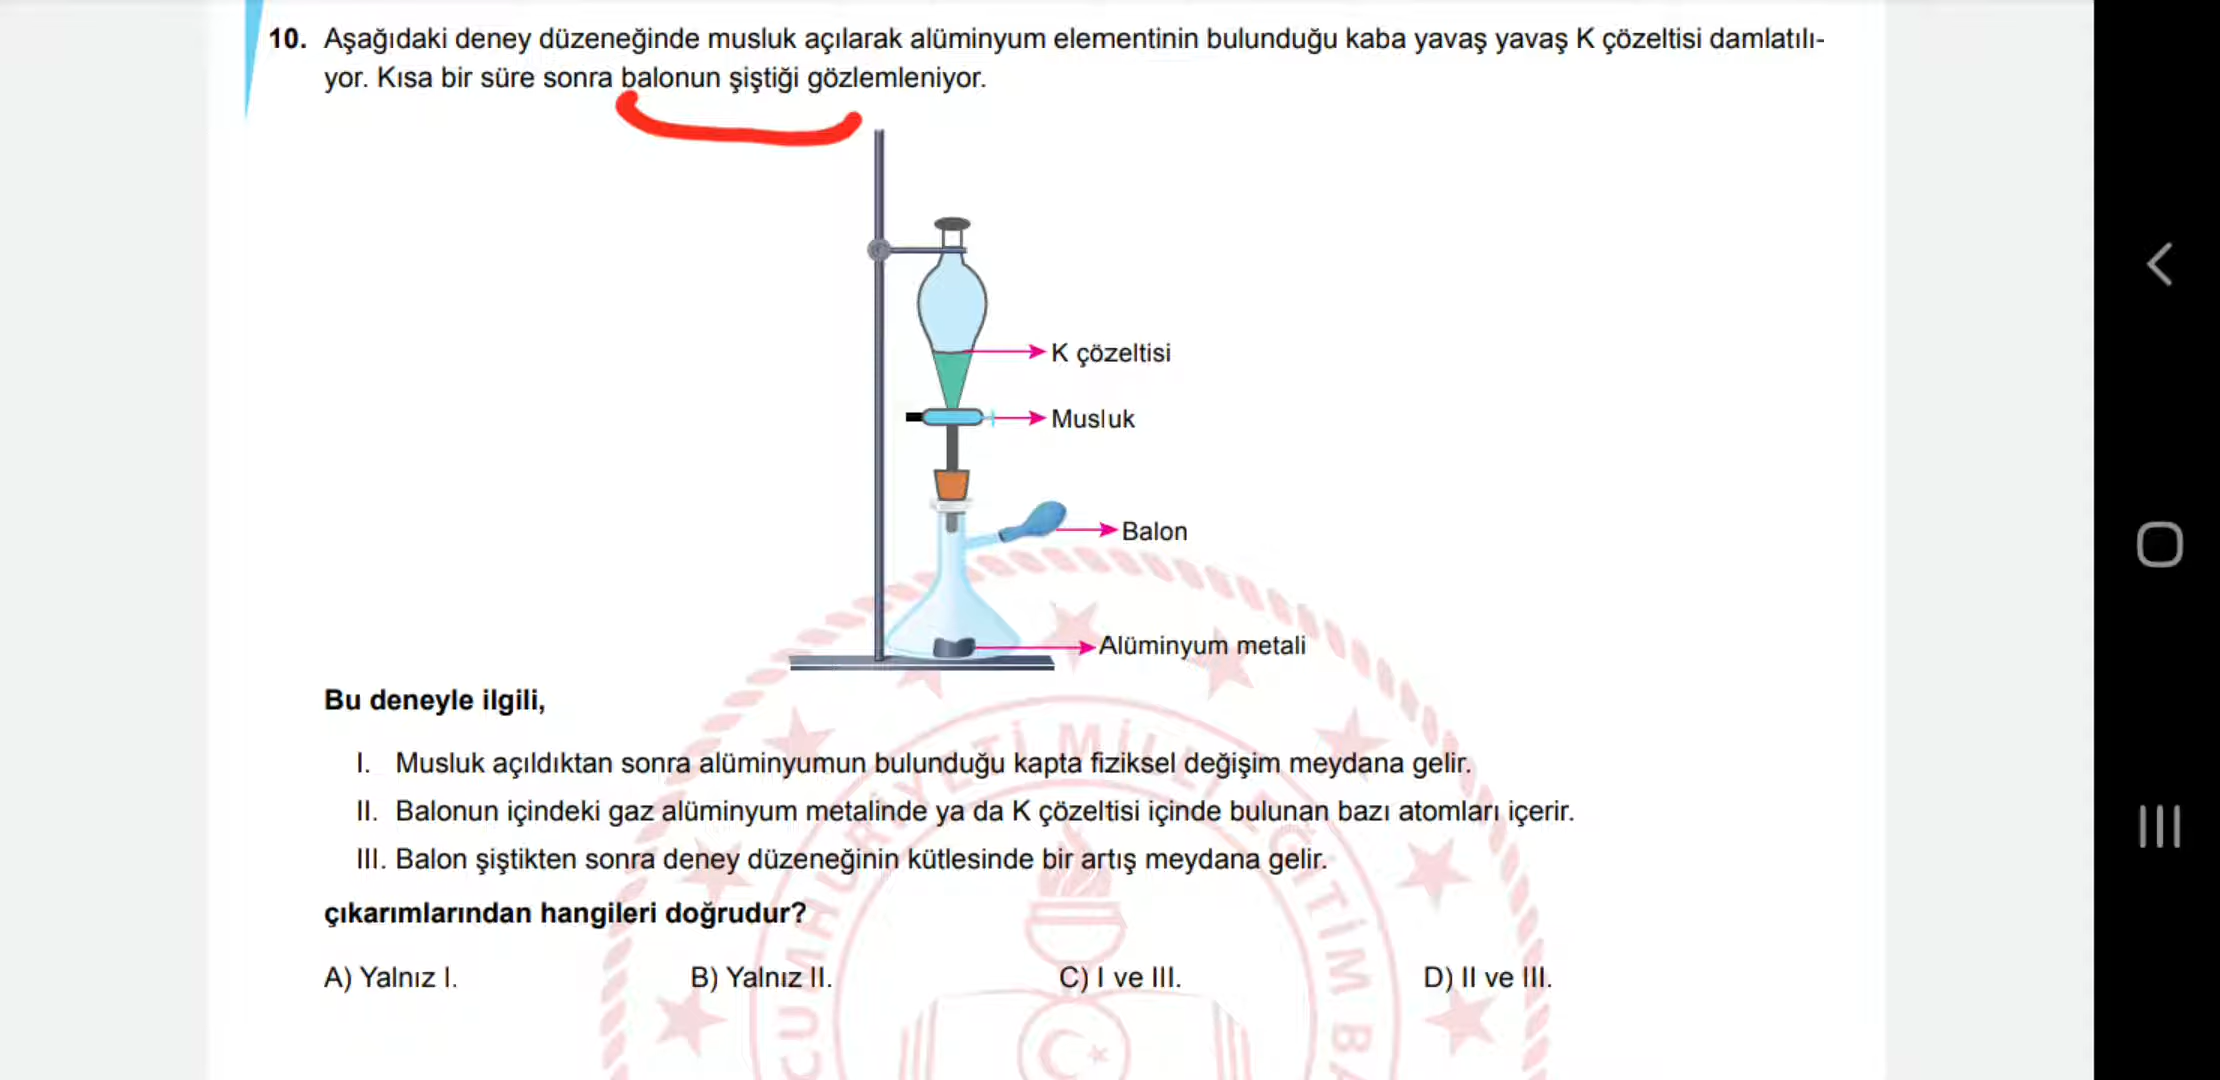 10. Aşağıdaki deney düzeneğinde musluk açılarak alüminyum elementinin bulunduğu kaba yavaş yavaş K çözeltisi damlatılı-
yor. Kısa bir süre sonra balonun şiştiği gözlemleniyor.
K çözeltisi
Musluk
Balon
Alüminyum metali
Bu deneyle ilgili,
I. Musluk açıldıktan sonra alüminyumun bulunduğu kapta fiziksel değişim meydana gelir.
II. Balonun içindeki gaz alüminyum metalinde ya da K çözeltisi içinde bulunan bazı atomları içerir.
III. Balon şiştikten sonra deney düzeneğinin kütlesinde bir artış meydana gelir.
çıkarımlarından hangileri doğrudur?
A) Yalnız I. B) Yalnız II. C) I ve III. D) II ve III.